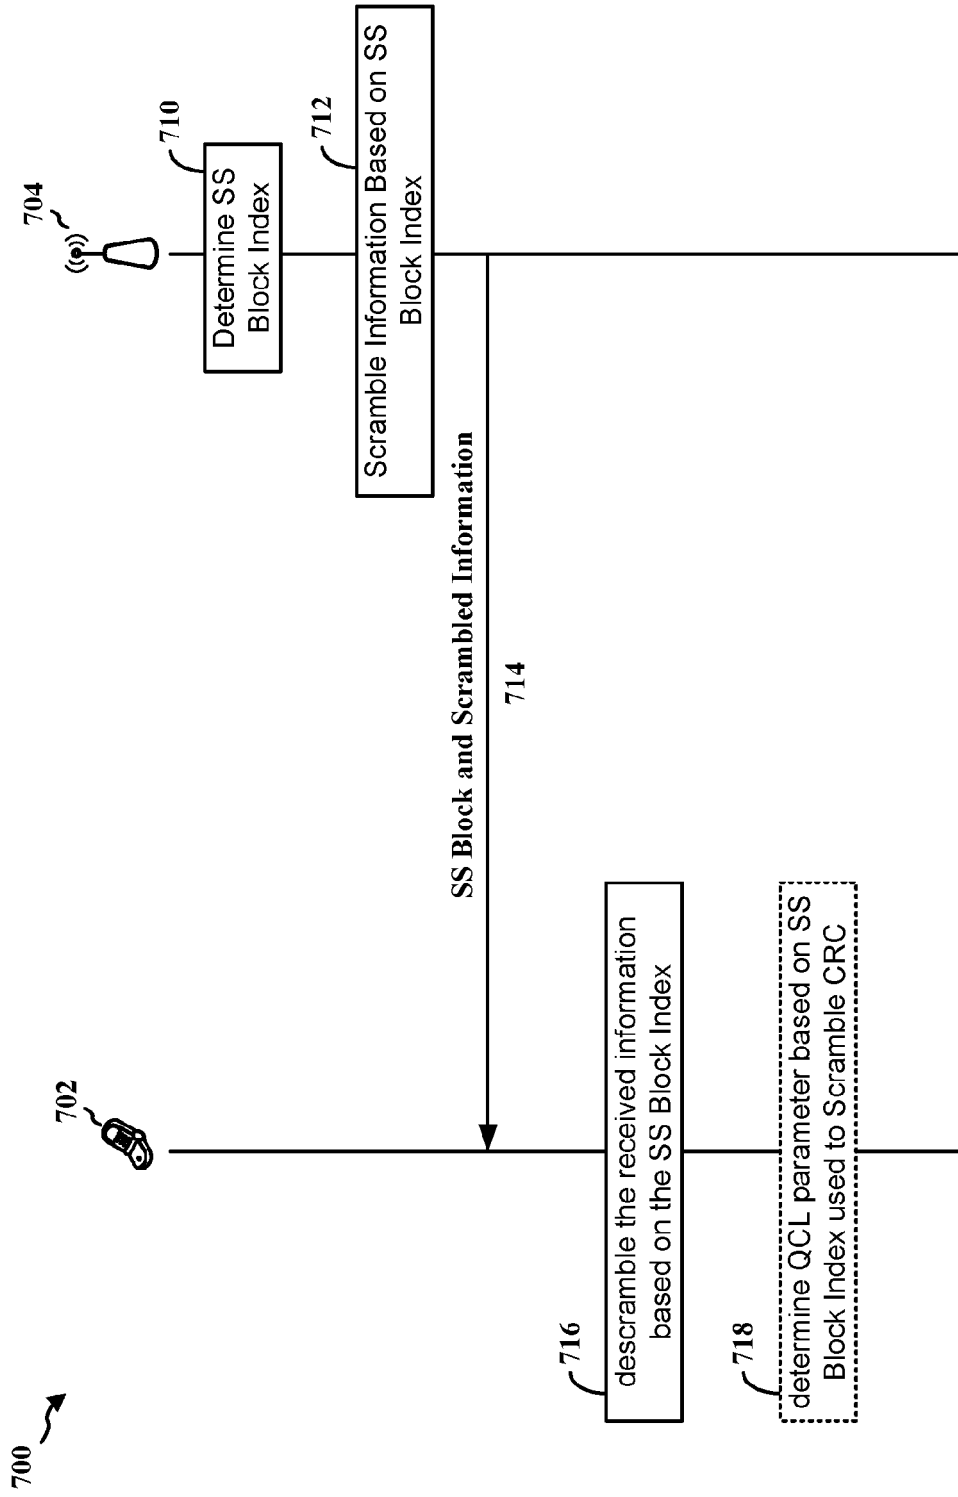 700
702
704
710
Determine SS
Block Index
712
Scramble Information Based on SS
Block Index
SS Block and Scrambled Information
714
716
descramble the received information
based on the SS Block Index
718
determine QCL parameter based on SS
Block Index used to Scramble CRC